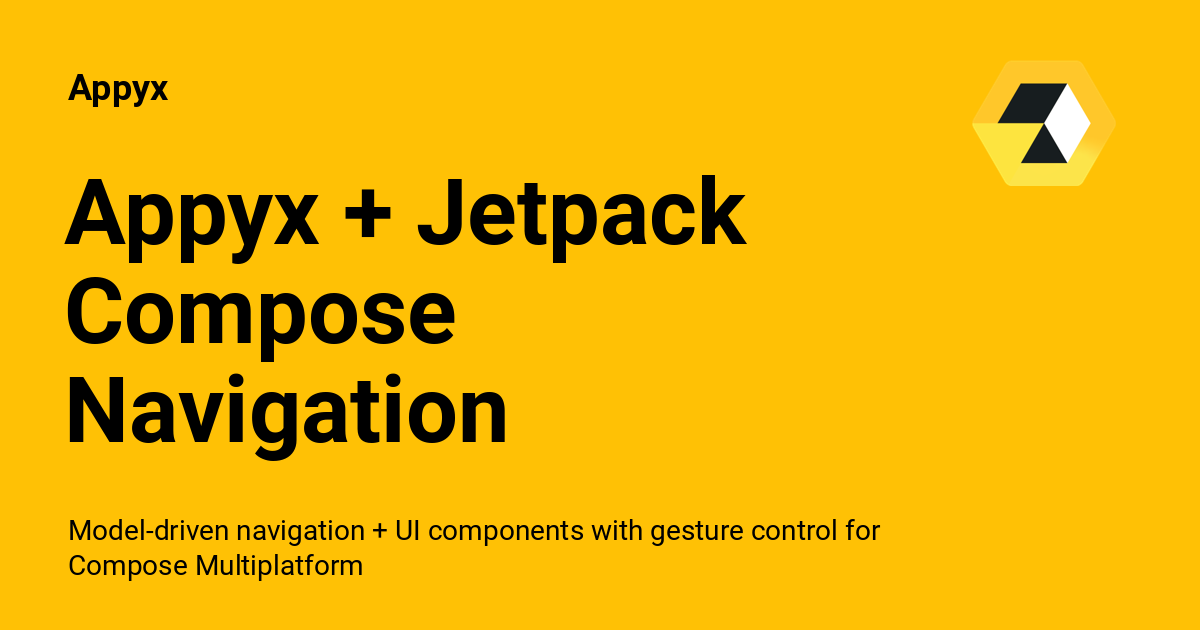 Appyx
Appyx + Jetpack
Compose
Navigation
Model-driven navigation + UI components with gesture control for
Compose Multiplatform